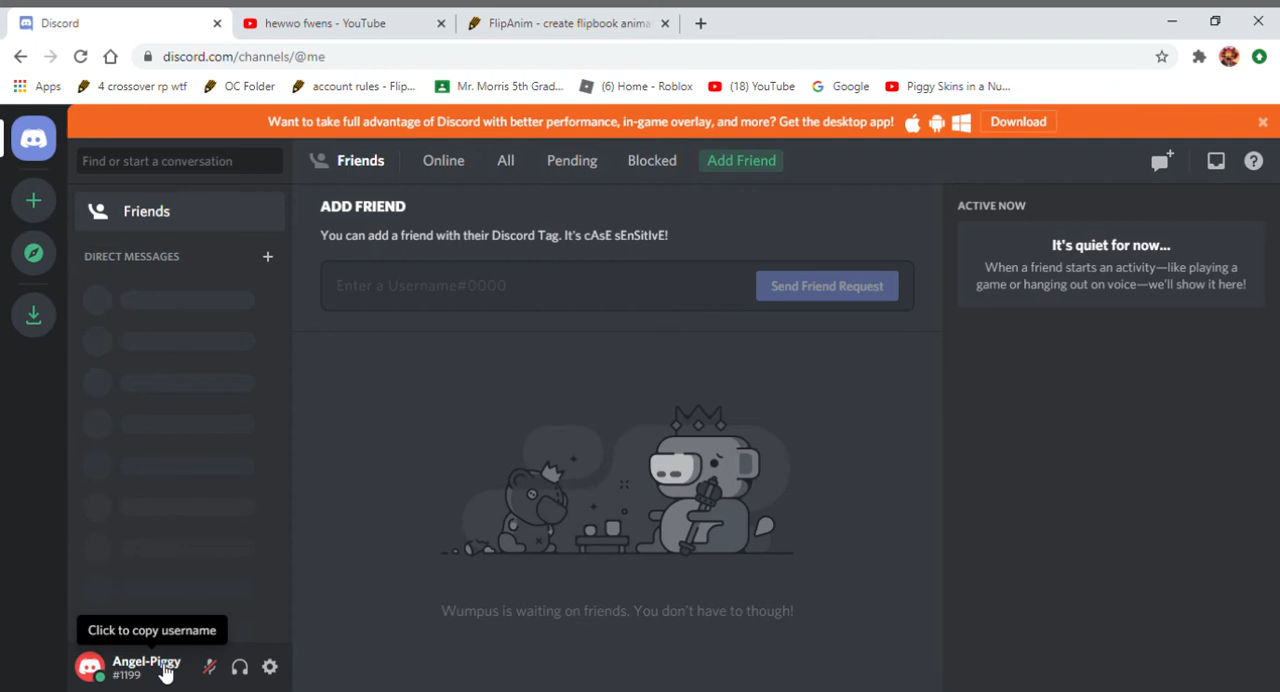 Discord
hewwo fwens - YouTube
FlipAnim - create flipbook anima
discord.com/channels/@me
Apps
4 crossover rp wtf
OC Folder
account rules - Flip...
Mr. Morris 5th Grad...
(6) Home - Roblox
(18) YouTube
Google
Piggy Skins in a Nu...
Want to take full advantage of Discord with better performance, in-game overlay, and more? Get the desktop app!
Download
Find or start a conversation
Friends
Online
All
Pending
Blocked
Add Friend
Friends
DIRECT MESSAGES
ADD FRIEND
You can add a friend with their Discord Tag. It's cAsE sEnSitIvE!
Enter a Username#0000
Send Friend Request
Wumpus is waiting on friends. You don't have to though!
ACTIVE NOW
It's quiet for now...
When a friend starts an activity—like playing a
game or hanging out on voice—we'll show it here!
Click to copy username
Angel-Piggy
#1199